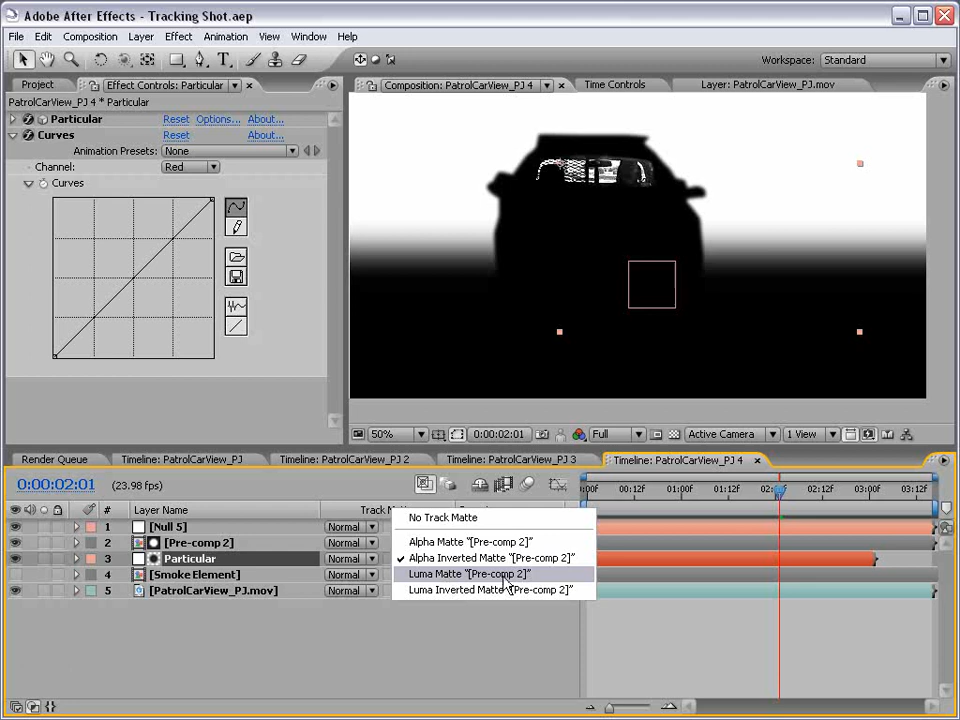 Adobe After Effects - Tracking Shot.aep
File Edit Composition Layer Effect Animation View Window Help
Workspace: Standard
Project Effect Controls: Particular Composition: PatrolCarView_PJ 4 Time Controls Layer: PatrolCarView_PJ.mov
PatrolCarView_PJ 4 * Particular
Particular Reset Options... About...
Curves Reset About...
Animation Presets: None
Channel: Red
Curves
50% 0:00:02:01 Full Active Camera 1 View
Render Queue Timeline: PatrolCarView_PJ Timeline: PatrolCarView_PJ 2 Timeline: PatrolCarView_PJ 3 Timeline: PatrolCarView_PJ 4
0:00:02:01 (23.98 fps)
00f 00:12f 01:00f 01:12f 02:12f 03:00f 03:12f
# Layer Name
1 [Null 5] Normal
2 [Pre-comp 2] Normal
3 Particular Normal
4 [Smoke Element] Normal
5 [PatrolCarView_PJ.mov] Normal
No Track Matte
Alpha Matte "[Pre-comp 2]"
Alpha Inverted Matte "[Pre-comp 2]"
Luma Matte "[Pre-comp 2]"
Luma Inverted Matte "[Pre-comp 2]"